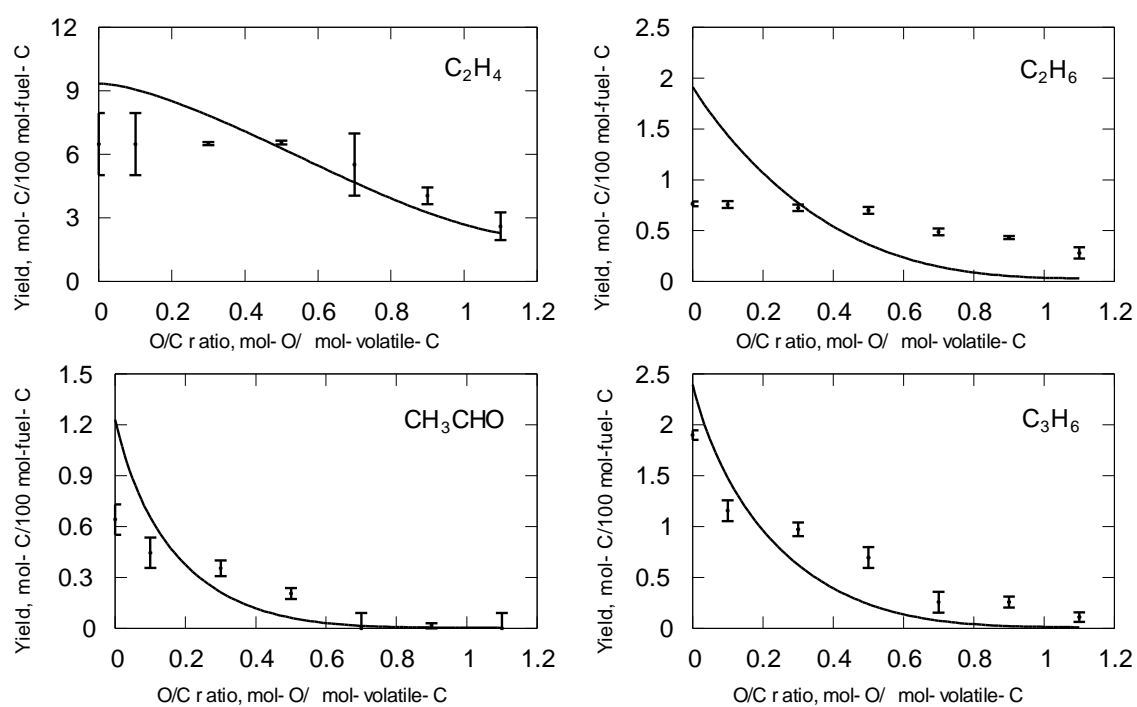 12
9
6
3
0
Yield, mol- C/100 mol-fuel- C
C₂H₄
0 0.2 0.4 0.6 0.8 1 1.2
O/C ratio, mol- O/ mol- volatile- C
2.5
2
1.5
1
0.5
0
Yield, mol- C/100 mol-fuel- C
C₂H₆
0 0.2 0.4 0.6 0.8 1 1.2
O/C ratio, mol- O/ mol- volatile- C
1.5
1.2
0.9
0.6
0.3
0
Yield, mol- C/100 mol-fuel- C
CH₃CHO
0 0.2 0.4 0.6 0.8 1 1.2
O/C ratio, mol- O/ mol- volatile- C
2.5
2
1.5
1
0.5
0
Yield, mol- C/100 mol-fuel- C
C₃H₆
0 0.2 0.4 0.6 0.8 1 1.2
O/C ratio, mol- O/ mol- volatile- C